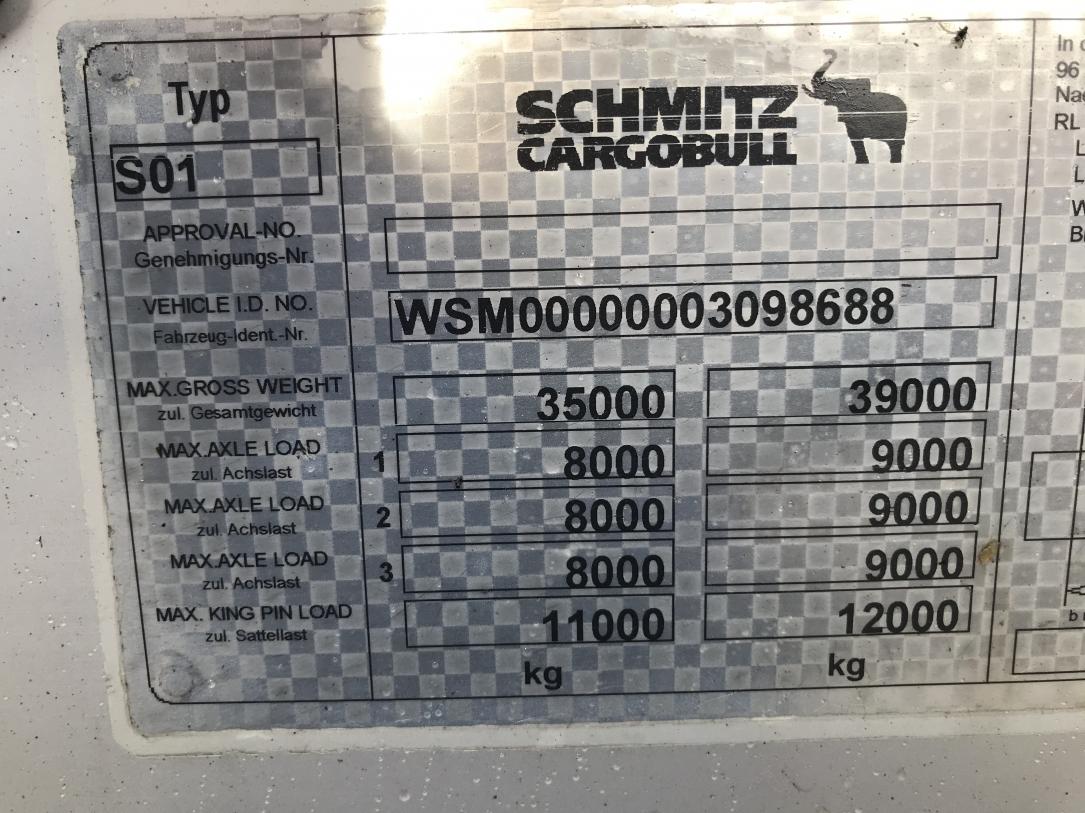 Typ
SCHMITZ
CARGOBULL
S01
APPROVAL-NO.
Genehmigungs-Nr.
VEHICLE I.D. NO.
Fahrzeug-Ident.-Nr.
WSM00000003098688
MAX.GROSS WEIGHT
zul. Gesamtgewicht
35000 39000
MAX.AXLE LOAD
zul. Achslast
1 8000 9000
MAX.AXLE LOAD
zul. Achslast
2 8000 9000
MAX.AXLE LOAD
zul. Achslast
3 8000 9000
MAX. KING PIN LOAD
zul. Sattellast
11000 12000
kg kg
96
RL